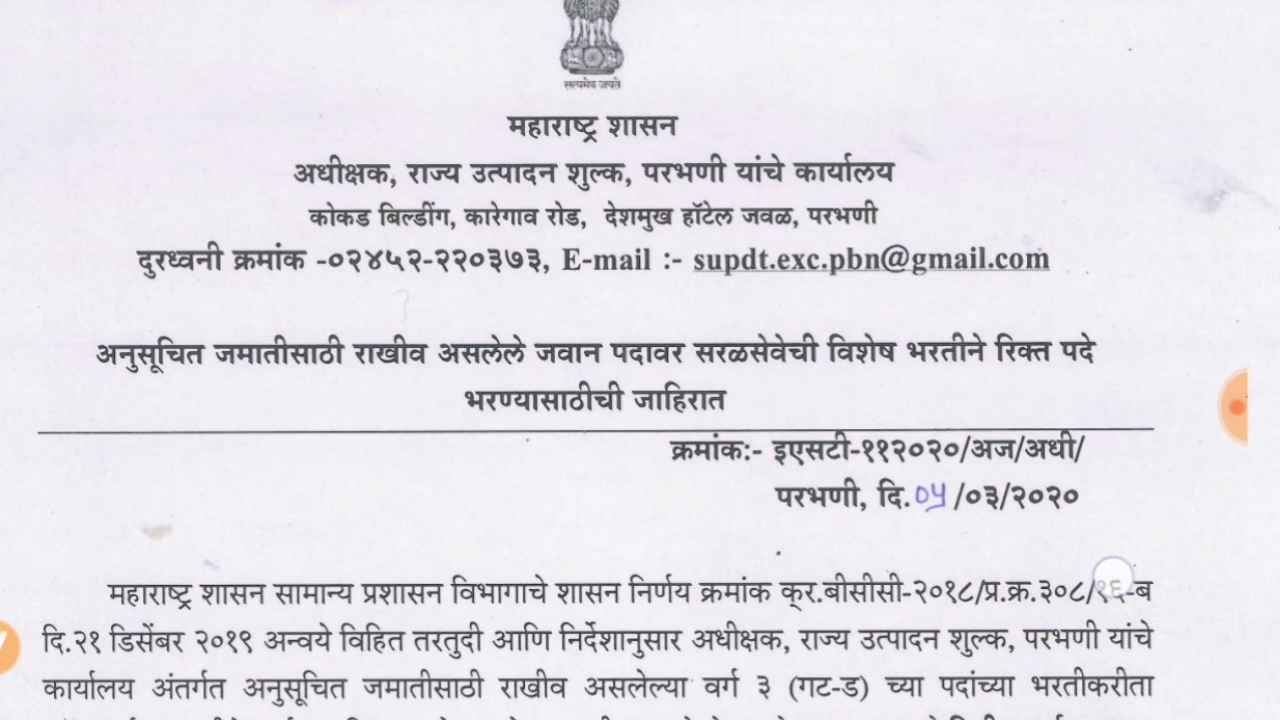 सत्यमेव जयते
महाराष्ट्र शासन
अधीक्षक, राज्य उत्पादन शुल्क, परभणी यांचे कार्यालय
कोकड बिल्डींग, कारेगाव रोड, देशमुख हॉटेल जवळ, परभणी
दुरध्वनी क्रमांक -०२४५२-२२०३७३, E-mail :- supdt.exc.pbn@gmail.com
अनुसूचित जमातीसाठी राखीव असलेले जवान पदावर सरळसेवेची विशेष भरतीने रिक्त पदे
भरण्यासाठीची जाहिरात
क्रमांकः- इएसटी-११२०२०/अज/अधी/
परभणी, दि.०५/०३/२०२०
महाराष्ट्र शासन सामान्य प्रशासन विभागाचे शासन निर्णय क्रमांक क्र.बीसीसी-२०१८/प्र.क्र.३०८/१६-ब
दि.२१ डिसेंबर २०१९ अन्वये विहित तरतुदी आणि निर्देशानुसार अधीक्षक, राज्य उत्पादन शुल्क, परभणी यांचे
कार्यालय अंतर्गत अनुसूचित जमातीसाठी राखीव असलेल्या वर्ग ३ (गट-ड) च्या पदांच्या भरतीकरीता